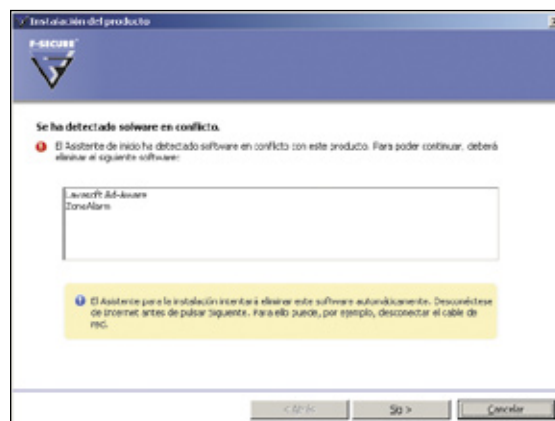 Instalación del producto
F-SECURE
Se ha detectado sofware en conflicto.
El Asistente de inicio ha detectado software en conflicto con este producto. Para poder continuar, deberá
eliminar el siguiente software:
Lavasoft Ad-Aware
ZoneAlarm
El Asistente para la instalación intentará eliminar este software automáticamente. Desconéctese
de Internet antes de pulsar Siguiente. Para ello puede, por ejemplo, desconectar el cable de
red.
< Atrás
Sig >
Cancelar